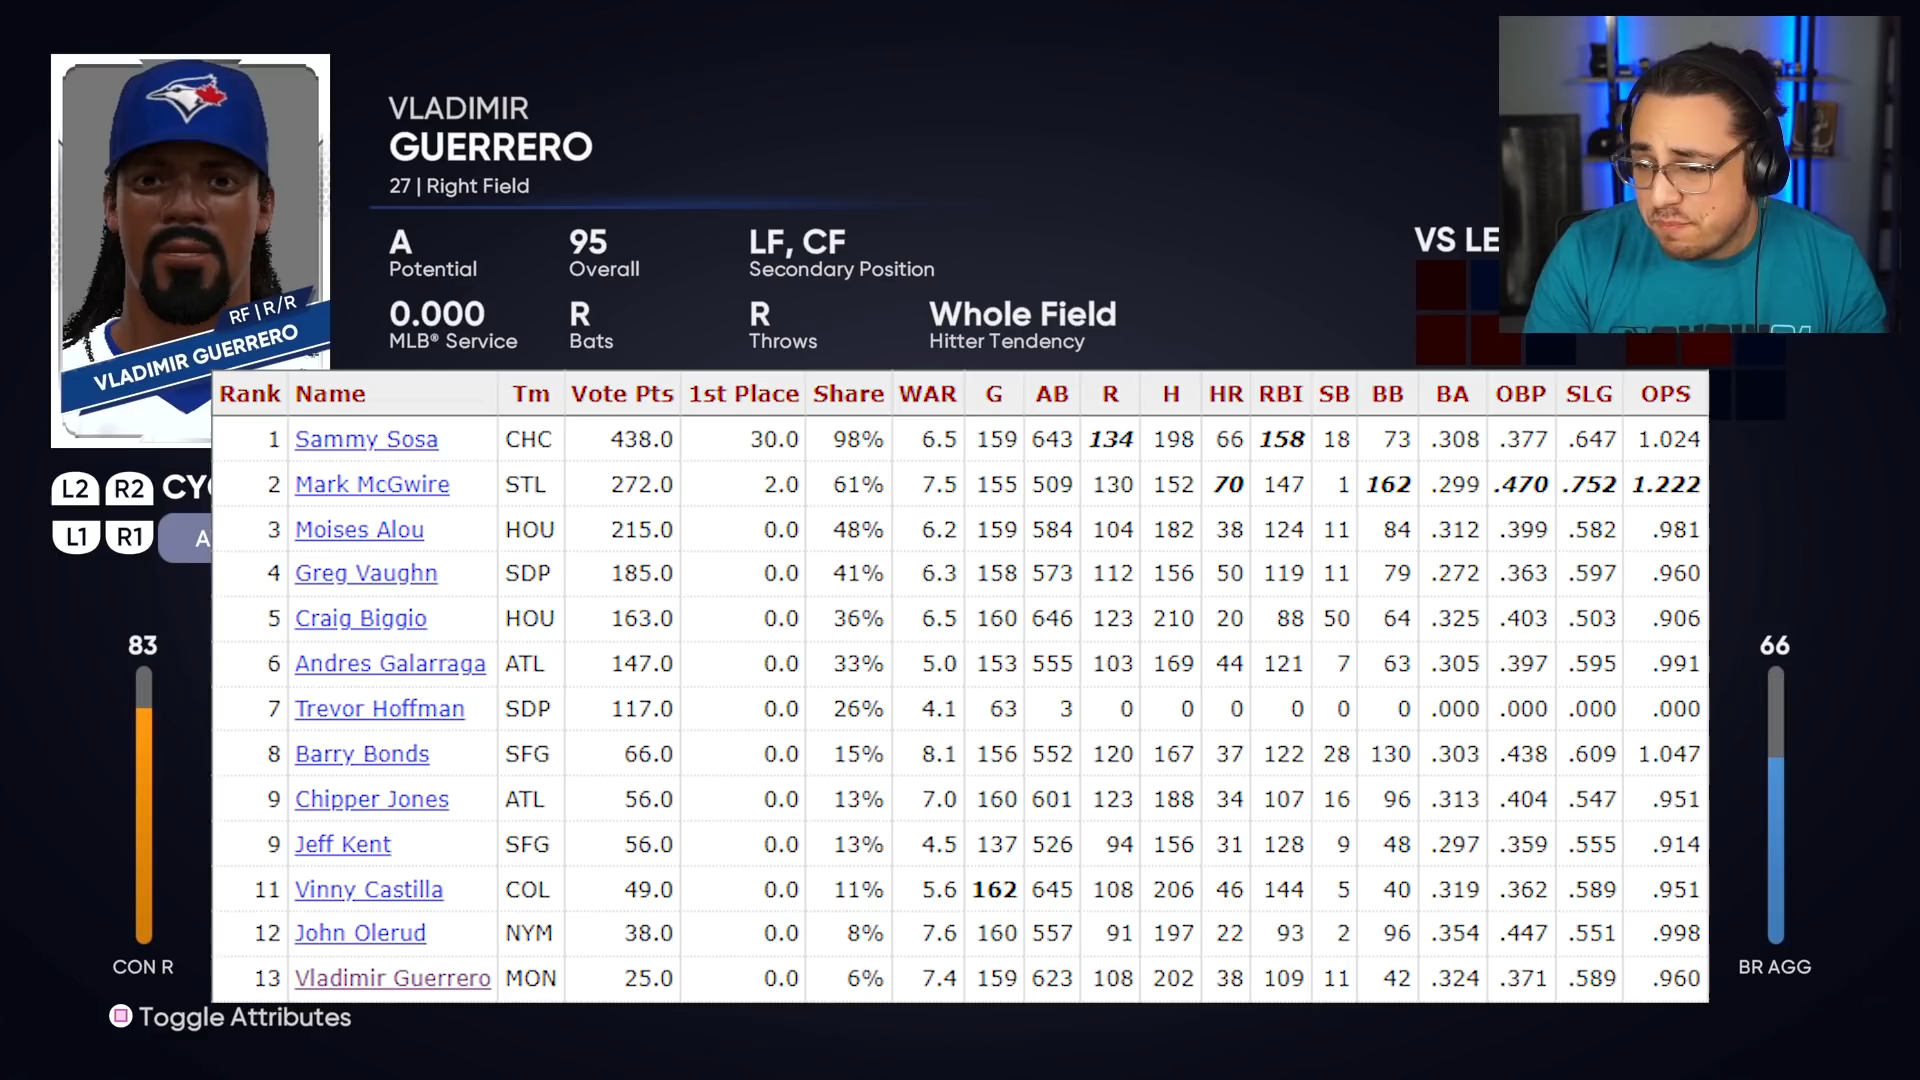 VLADIMIR
GUERRERO
27 | Right Field
A
Potential
95
Overall
LF, CF
Secondary Position
0.000
MLB® Service
R
Bats
R
Throws
Whole Field
Hitter Tendency
VS LE
RF | R/R
VLADIMIR GUERRERO
L2 R2 CY
L1 R1 A
83
CON R
66
BR AGG
Rank Name Tm Vote Pts 1st Place Share WAR G AB R H HR RBI SB BB BA OBP SLG OPS
1 Sammy Sosa CHC 438.0 30.0 98% 6.5 159 643 134 198 66 158 18 73 .308 .377 .647 1.024
2 Mark McGwire STL 272.0 2.0 61% 7.5 155 509 130 152 70 147 1 162 .299 .470 .752 1.222
3 Moises Alou HOU 215.0 0.0 48% 6.2 159 584 104 182 38 124 11 84 .312 .399 .582 .981
4 Greg Vaughn SDP 185.0 0.0 41% 6.3 158 573 112 156 50 119 11 79 .272 .363 .597 .960
5 Craig Biggio HOU 163.0 0.0 36% 6.5 160 646 123 210 20 88 50 64 .325 .403 .503 .906
6 Andres Galarraga ATL 147.0 0.0 33% 5.0 153 555 103 169 44 121 7 63 .305 .397 .595 .991
7 Trevor Hoffman SDP 117.0 0.0 26% 4.1 63 3 0 0 0 0 0 0 .000 .000 .000 .000
8 Barry Bonds SFG 66.0 0.0 15% 8.1 156 552 120 167 37 122 28 130 .303 .438 .609 1.047
9 Chipper Jones ATL 56.0 0.0 13% 7.0 160 601 123 188 34 107 16 96 .313 .404 .547 .951
9 Jeff Kent SFG 56.0 0.0 13% 4.5 137 526 94 156 31 128 9 48 .297 .359 .555 .914
11 Vinny Castilla COL 49.0 0.0 11% 5.6 162 645 108 206 46 144 5 40 .319 .362 .589 .951
12 John Olerud NYM 38.0 0.0 8% 7.6 160 557 91 197 22 93 2 96 .354 .447 .551 .998
13 Vladimir Guerrero MON 25.0 0.0 6% 7.4 159 623 108 202 38 109 11 42 .324 .371 .589 .960
Toggle Attributes